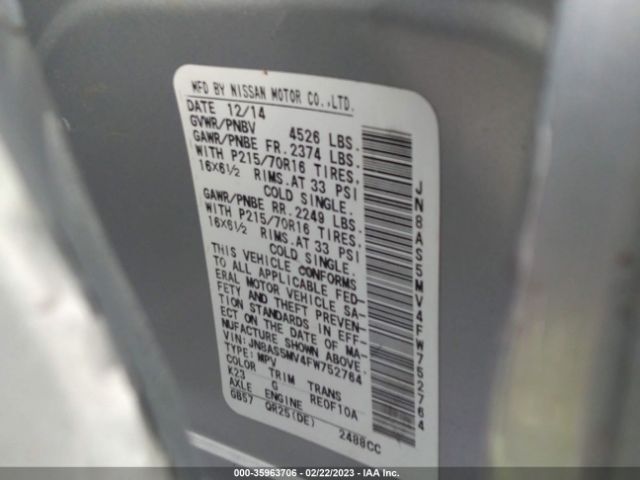 MFD BY NISSAN MOTOR CO.,LTD.
DATE 12/14
GVWR/PNBV 4526 LBS.
GAWR/PNBE FR. 2374 LBS.
WITH P215/70R16 TIRES,
16X6½ RIMS.AT 33 PSI
COLD SINGLE.
GAWR/PNBE RR. 2249 LBS.
WITH P215/70R16 TIRES,
16X6½ RIMS.AT 33 PSI
COLD SINGLE.
THIS VEHICLE CONFORMS
TO ALL APPLICABLE FED-
ERAL MOTOR VEHICLE SA-
FETY AND THEFT PREVEN-
TION STANDARDS IN EFF-
ECT ON THE DATE OF MA-
NUFACTURE SHOWN ABOVE.
VIN: JN8AS5MV4FW752764
TYPE: MPV
COLOR TRIM TRANS
K23 G RE0F10A
AXLE ENGINE
GB57 QR25(DE) 2488CC
JN8AS5MV4FW752764
000-35963706 - 02/22/2023 - IAA Inc.